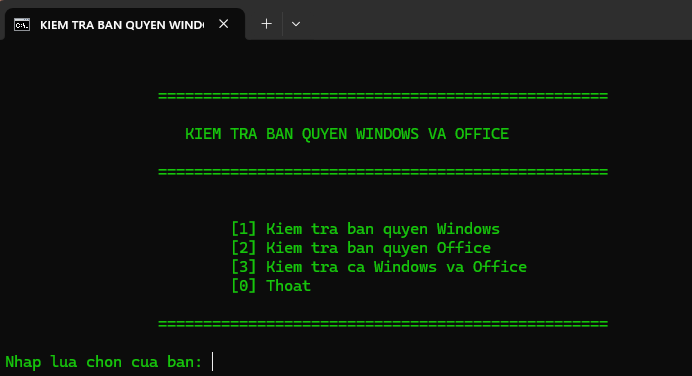 KIEM TRA BAN QUYEN WINDO
==================================================
KIEM TRA BAN QUYEN WINDOWS VA OFFICE
==================================================
[1] Kiem tra ban quyen Windows
[2] Kiem tra ban quyen Office
[3] Kiem tra ca Windows va Office
[0] Thoat
==================================================
Nhap lua chon cua ban: